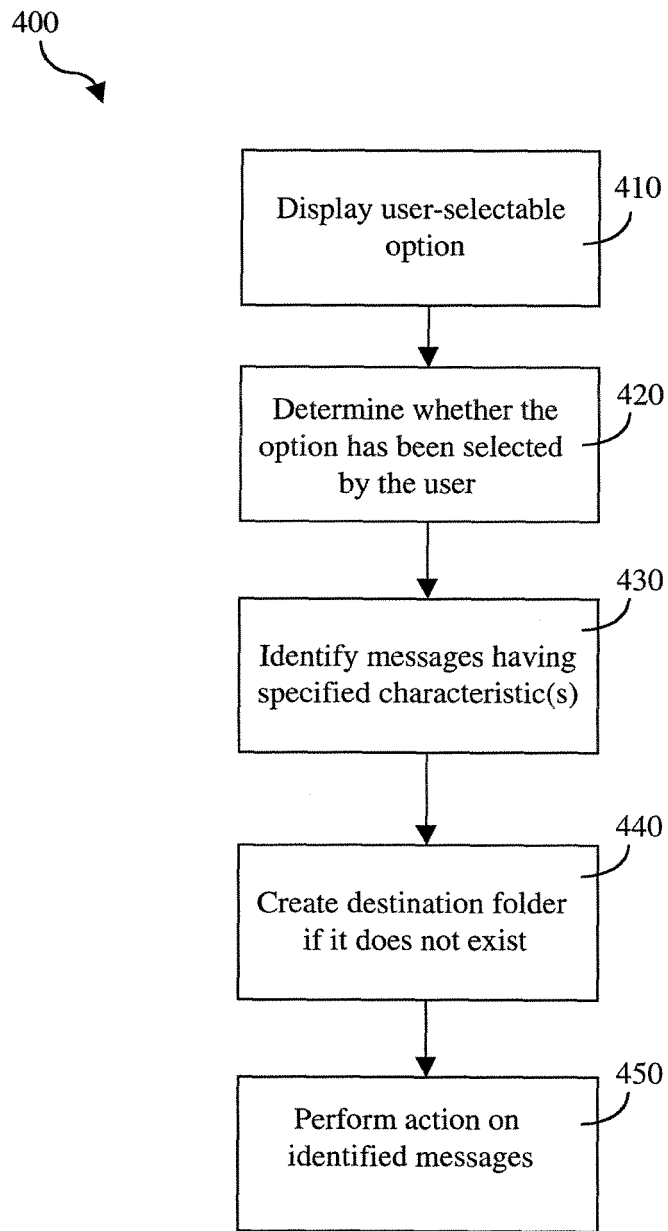 400
410
Display user-selectable
option
420
Determine whether the
option has been selected
by the user
430
Identify messages having
specified characteristic(s)
440
Create destination folder
if it does not exist
450
Perform action on
identified messages